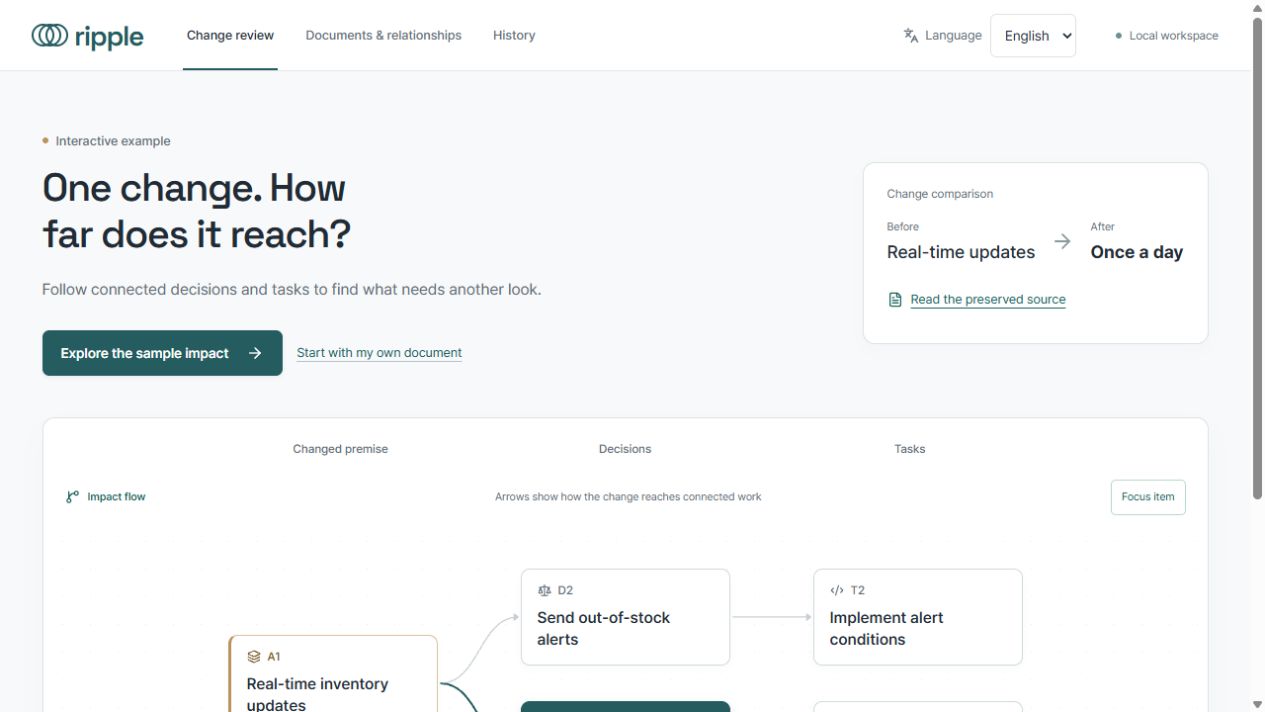 ripple
Change review
Documents & relationships
History
Language
English
Local workspace
Interactive example
One change. How
far does it reach?
Follow connected decisions and tasks to find what needs another look.
Explore the sample impact
Start with my own document
Change comparison
Before
Real-time updates
After
Once a day
Read the preserved source
Changed premise
Decisions
Tasks
Impact flow
Arrows show how the change reaches connected work
Focus item
D2
Send out-of-stock
alerts
T2
Implement alert
conditions
A1
Real-time inventory
updates